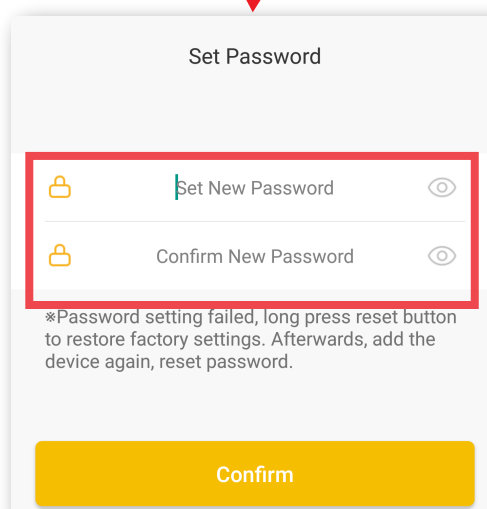 Set Password
Set New Password
Confirm New Password
※Password setting failed, long press reset button
to restore factory settings. Afterwards, add the
device again, reset password.
Confirm